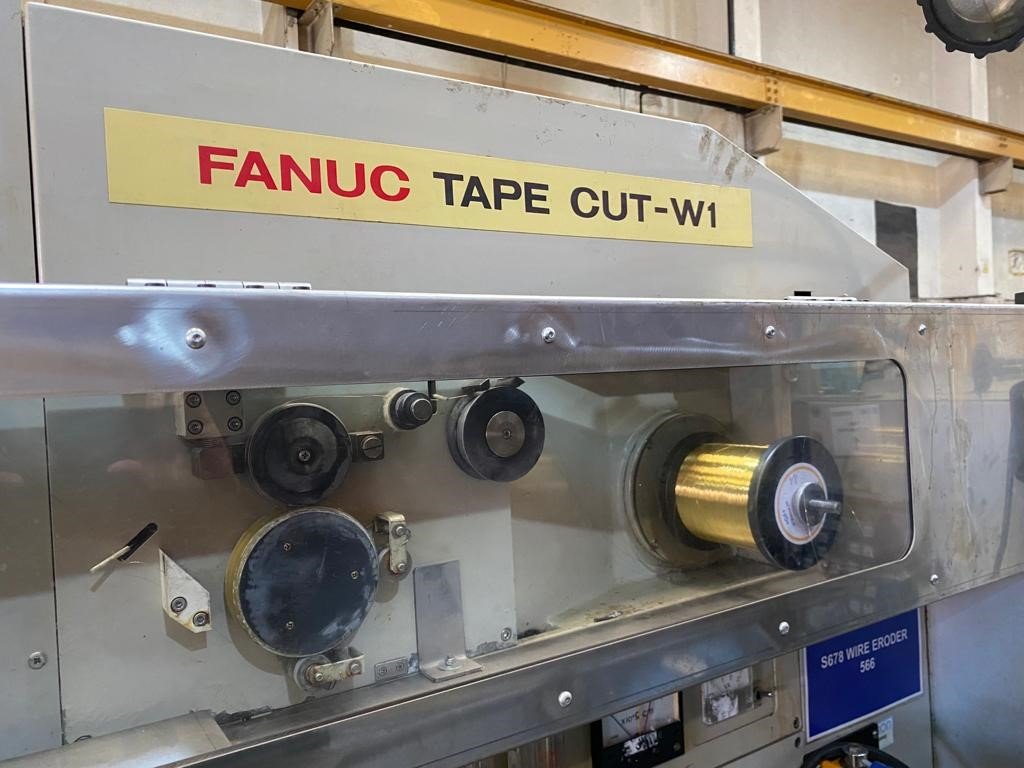 FANUC TAPE CUT-W1
S678 WIRE ERODER
566